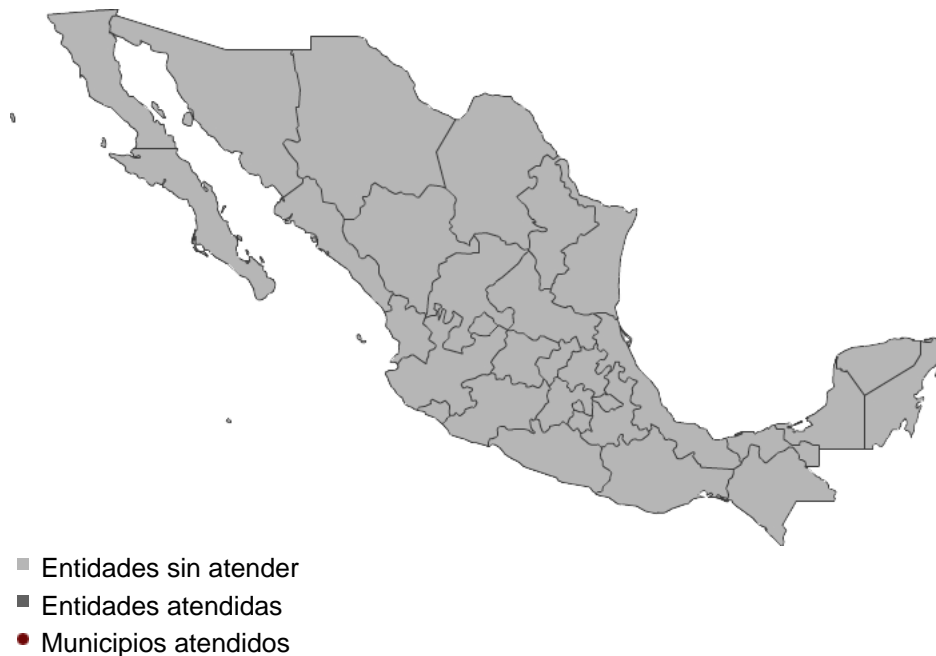 Entidades sin atender
Entidades atendidas
Municipios atendidos